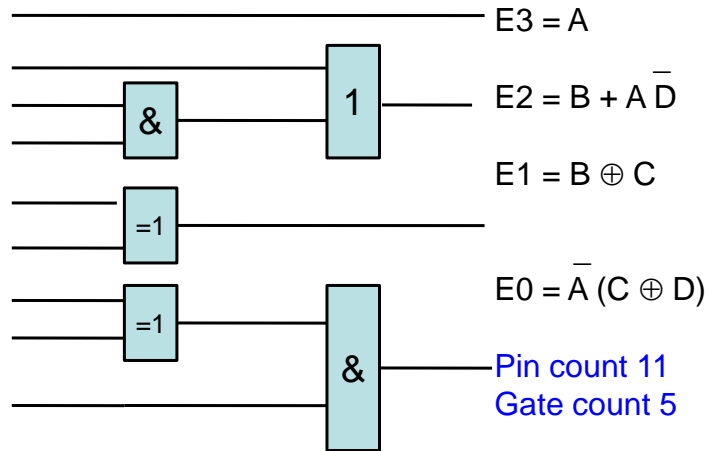 E3 = A
1
E2 = B + A D̅
&
E1 = B ⊕ C
=1
E0 = A̅ (C ⊕ D)
=1
&
Pin count 11
Gate count 5